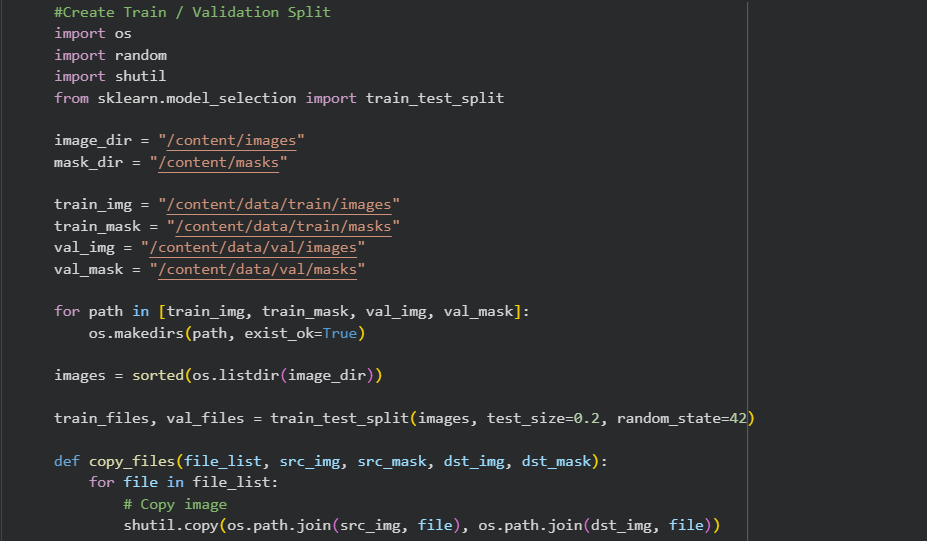 #Create Train / Validation Split
import os
import random
import shutil
from sklearn.model_selection import train_test_split

image_dir = "/content/images"
mask_dir = "/content/masks"

train_img = "/content/data/train/images"
train_mask = "/content/data/train/masks"
val_img = "/content/data/val/images"
val_mask = "/content/data/val/masks"

for path in [train_img, train_mask, val_img, val_mask]:
    os.makedirs(path, exist_ok=True)

images = sorted(os.listdir(image_dir))

train_files, val_files = train_test_split(images, test_size=0.2, random_state=42)

def copy_files(file_list, src_img, src_mask, dst_img, dst_mask):
    for file in file_list:
        # Copy image
        shutil.copy(os.path.join(src_img, file), os.path.join(dst_img, file))